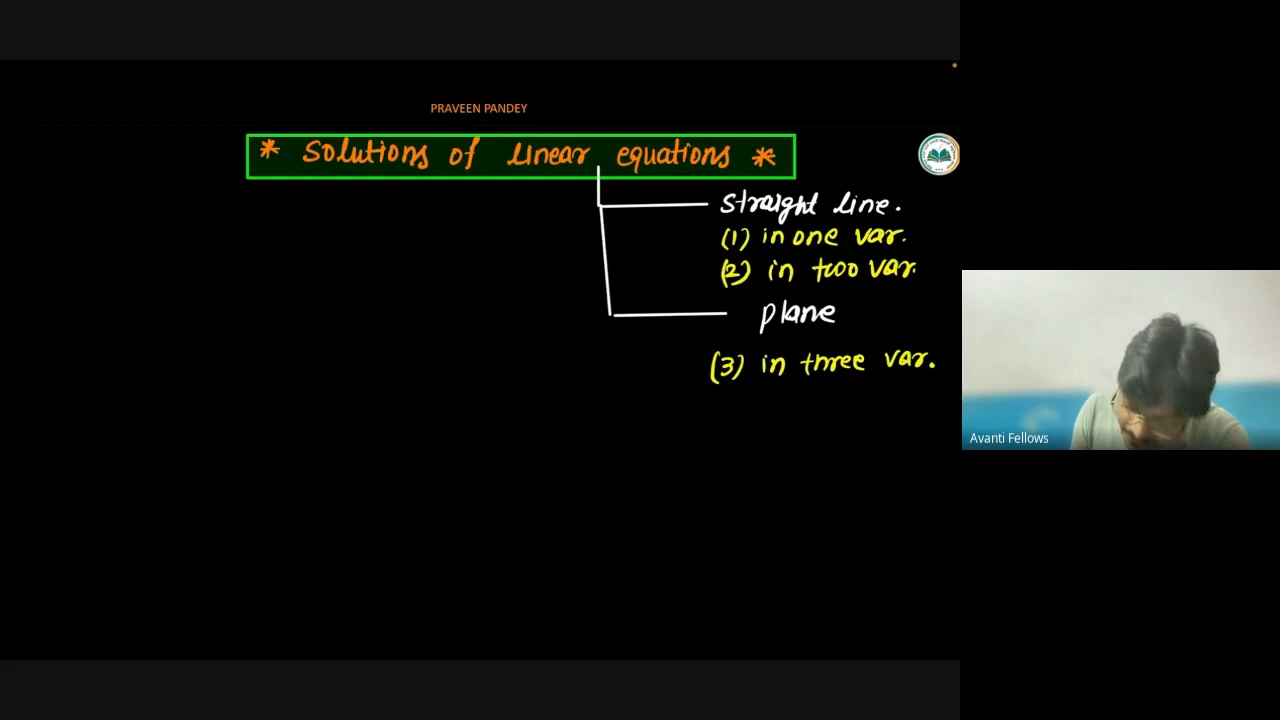 PRAVEEN PANDEY
* Solutions of linear equations *
straight line.
(1) in one var.
(2) in two var.
plane
(3) in three var.
Avanti Fellows